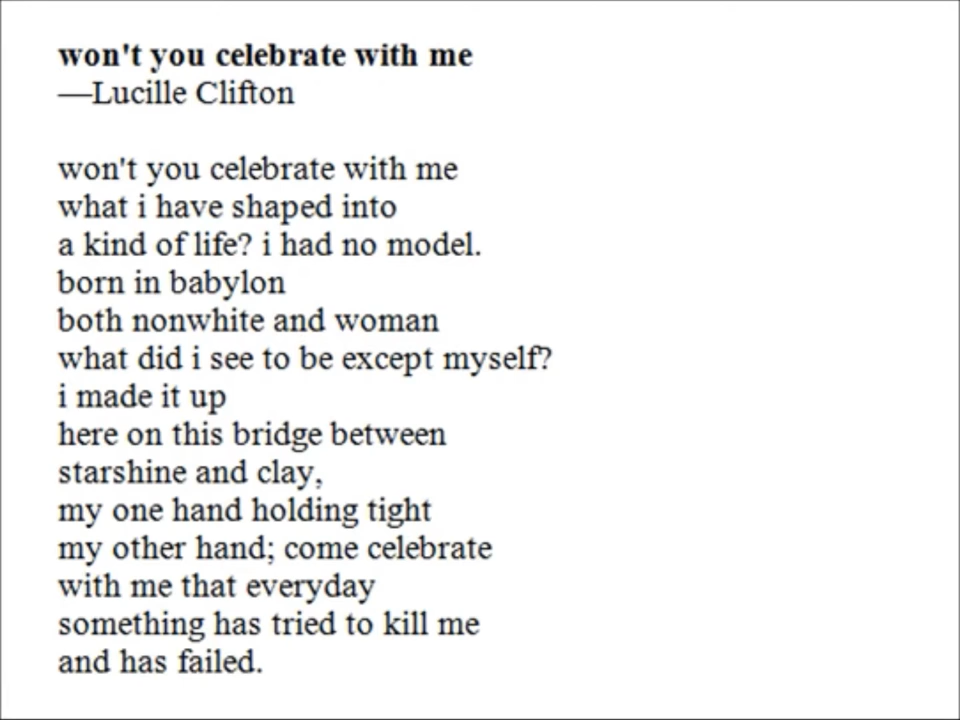 won't you celebrate with me
—Lucille Clifton
won't you celebrate with me
what i have shaped into
a kind of life? i had no model.
born in babylon
both nonwhite and woman
what did i see to be except myself?
i made it up
here on this bridge between
starshine and clay,
my one hand holding tight
my other hand; come celebrate
with me that everyday
something has tried to kill me
and has failed.